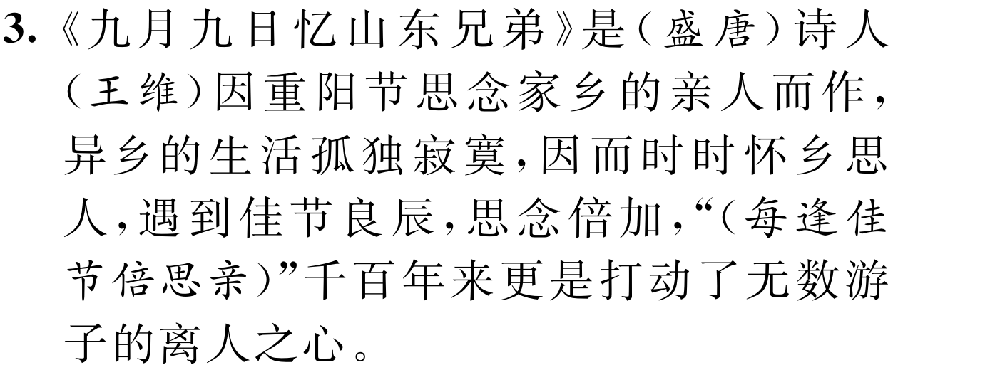 3.《九月九日忆山东兄弟》是(盛唐)诗人
(王维)因重阳节思念家乡的亲人而作,
异乡的生活孤独寂寞,因而时时怀乡思
人,遇到佳节良辰,思念倍加,“(每逢佳
节倍思亲)”千百年来更是打动了无数游
子的离人之心。